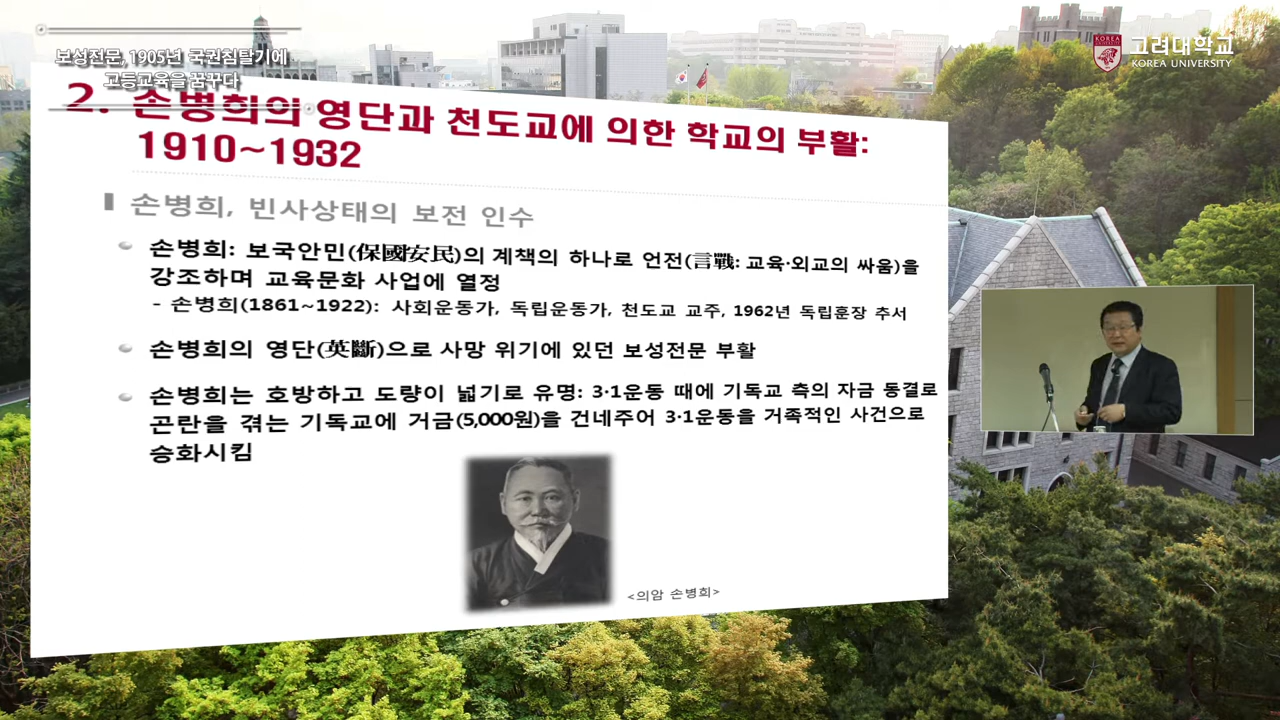 보성전문, 1905년 국권침탈기에
고등교육을 꿈꾸다
고려대학교
KOREA UNIVERSITY
KOREA
2. 손병희의 영단과 천도교에 의한 학교의 부활:
1910~1932
손병희, 빈사상태의 보전 인수
손병희: 보국안민(保國安民)의 계책의 하나로 언전(言戰: 교육·외교의 싸움)을
강조하며 교육문화 사업에 열정
- 손병희(1861~1922): 사회운동가, 독립운동가, 천도교 교주, 1962년 독립훈장 추서
손병희의 영단(英斷)으로 사망 위기에 있던 보성전문 부활
손병희는 호방하고 도량이 넓기로 유명: 3·1운동 때에 기독교 측의 자금 동결로
곤란을 겪는 기독교에 거금(5,000원)을 건네주어 3·1운동을 거족적인 사건으로
승화시킴
<의암 손병희>